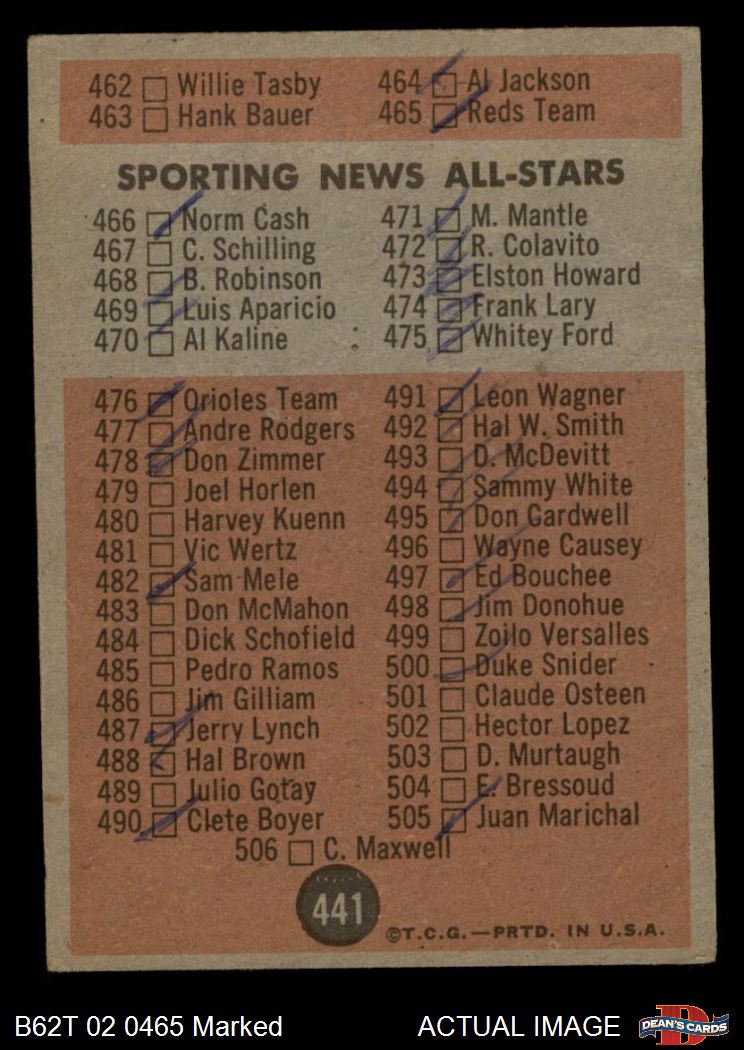 462 Willie Tasby
463 Hank Bauer
464 Al Jackson
465 Reds Team
SPORTING NEWS ALL-STARS
466 Norm Cash
467 C. Schilling
468 B. Robinson
469 Luis Aparicio
470 Al Kaline
471 M. Mantle
472 R. Colavito
473 Elston Howard
474 Frank Lary
475 Whitey Ford
476 Orioles Team
477 Andre Rodgers
478 Don Zimmer
479 Joel Horlen
480 Harvey Kuenn
481 Vic Wertz
482 Sam Mele
483 Don McMahon
484 Dick Schofield
485 Pedro Ramos
486 Jim Gilliam
487 Jerry Lynch
488 Hal Brown
489 Julio Gotay
490 Clete Boyer
491 Leon Wagner
492 Hal W. Smith
493 D. McDevitt
494 Sammy White
495 Don Cardwell
496 Wayne Causey
497 Ed Bouchee
498 Jim Donohue
499 Zoilo Versalles
500 Duke Snider
501 Claude Osteen
502 Hector Lopez
503 D. Murtaugh
504 E. Bressoud
505 Juan Marichal
506 C. Maxwell
441
©T.C.G.—PRTD. IN U.S.A.
B62T 02 0465 Marked
ACTUAL IMAGE
DEAN'S CARDS